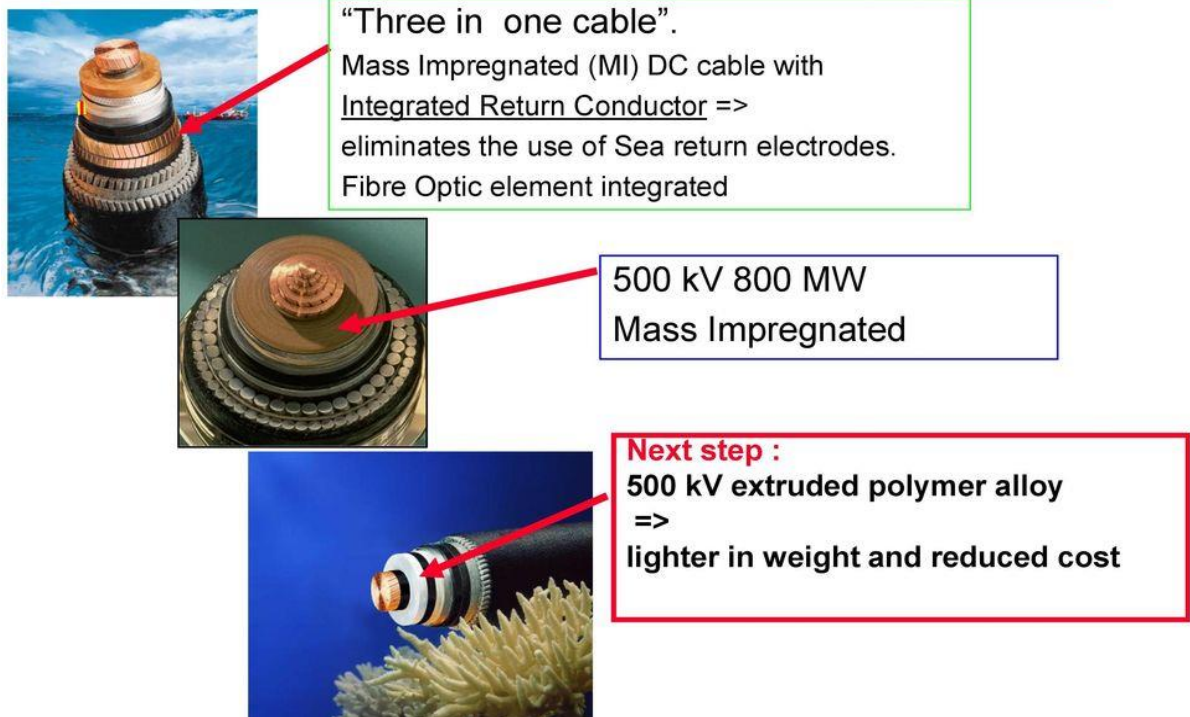 “Three in one cable”.
Mass Impregnated (MI) DC cable with
Integrated Return Conductor =>
eliminates the use of Sea return electrodes.
Fibre Optic element integrated
500 kV 800 MW
Mass Impregnated
Next step :
500 kV extruded polymer alloy
=>
lighter in weight and reduced cost